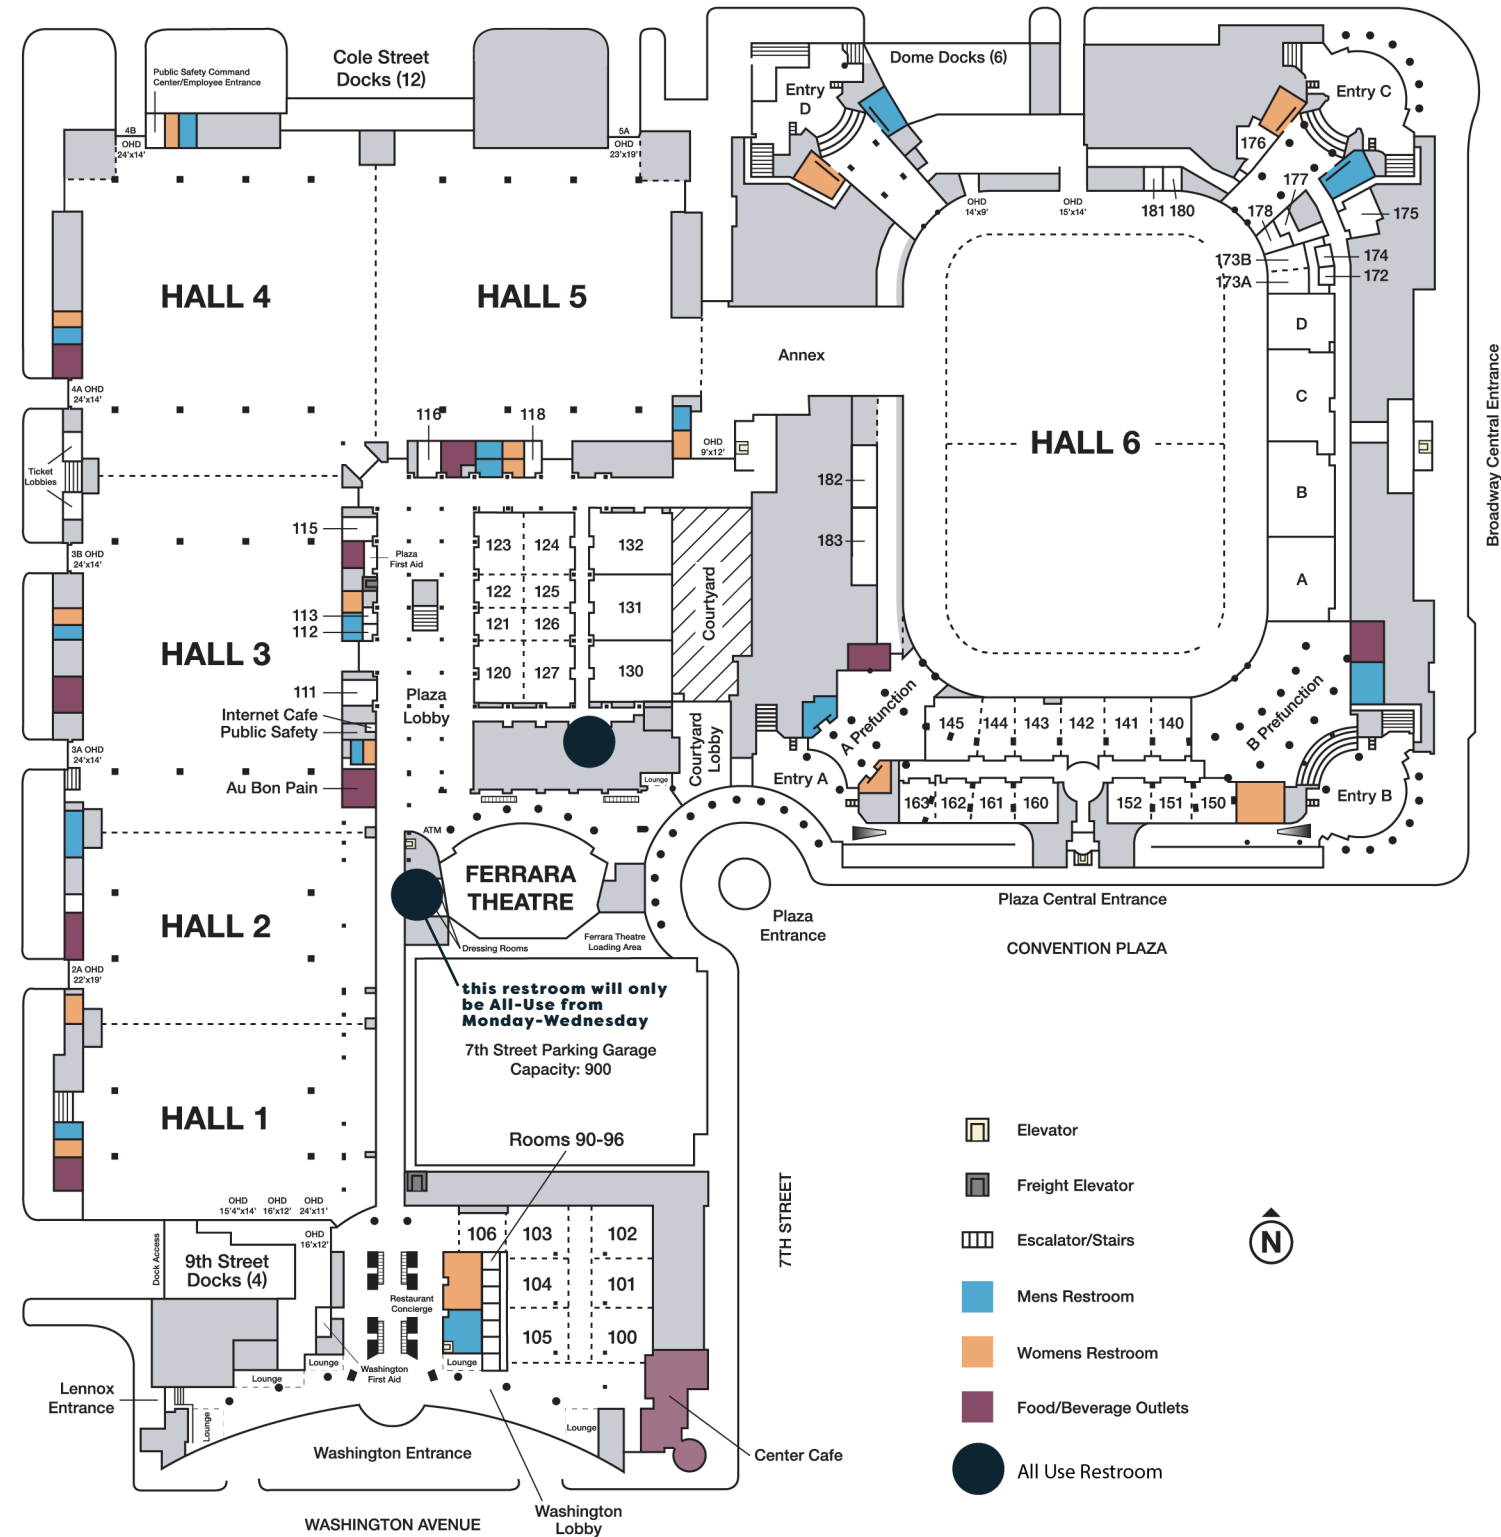 Cole Street
Docks (12)
Dome Docks (6)
Public Safety Command
Center/Employee Entrance
Entry
D
Entry C
4B
OHD
24'x14'
5A
OHD
23'x19'
176
177
178
175
181 180
OHD
14'x9'
OHD
15'x14'
173B
173A
174
172
HALL 4
HALL 5
Annex
D
C
B
A
HALL 6
Broadway Central Entrance
4A OHD
24'x14'
116
118
OHD
9'x12'
Ticket
Lobbies
182
183
115
Plaza
First Aid
3B OHD
24'x14'
123
124
132
122
125
131
121
126
120
127
130
Courtyard
113
112
HALL 3
111
Internet Cafe
Public Safety
Plaza
Lobby
Au Bon Pain
3A OHD
24'x14'
Lounge
Courtyard
Lobby
A Prefunction
B Prefunction
145
144
143
142
141
140
Entry A
163
162
161
160
152
151
150
Entry B
ATM
FERRARA
THEATRE
Plaza Central Entrance
Plaza
Entrance
CONVENTION PLAZA
Dressing Rooms
Ferrara Theatre
Loading Area
HALL 2
2A OHD
22'x19'
this restroom will only
be All-Use from
Monday-Wednesday
7th Street Parking Garage
Capacity: 900
HALL 1
Rooms 90-96
7TH STREET
OHD
15'4"x14'
OHD
16'x12'
OHD
24'x11'
OHD
16'x12'
Dock Access
9th Street
Docks (4)
106
103
102
104
101
105
100
Restaurant
Concierge
Lounge
Lounge
Lounge
Washington
First Aid
Lennox
Entrance
Lounge
Lounge
Washington Entrance
Center Cafe
Washington
Lobby
WASHINGTON AVENUE
Elevator
Freight Elevator
Escalator/Stairs
Mens Restroom
Womens Restroom
Food/Beverage Outlets
All Use Restroom
N